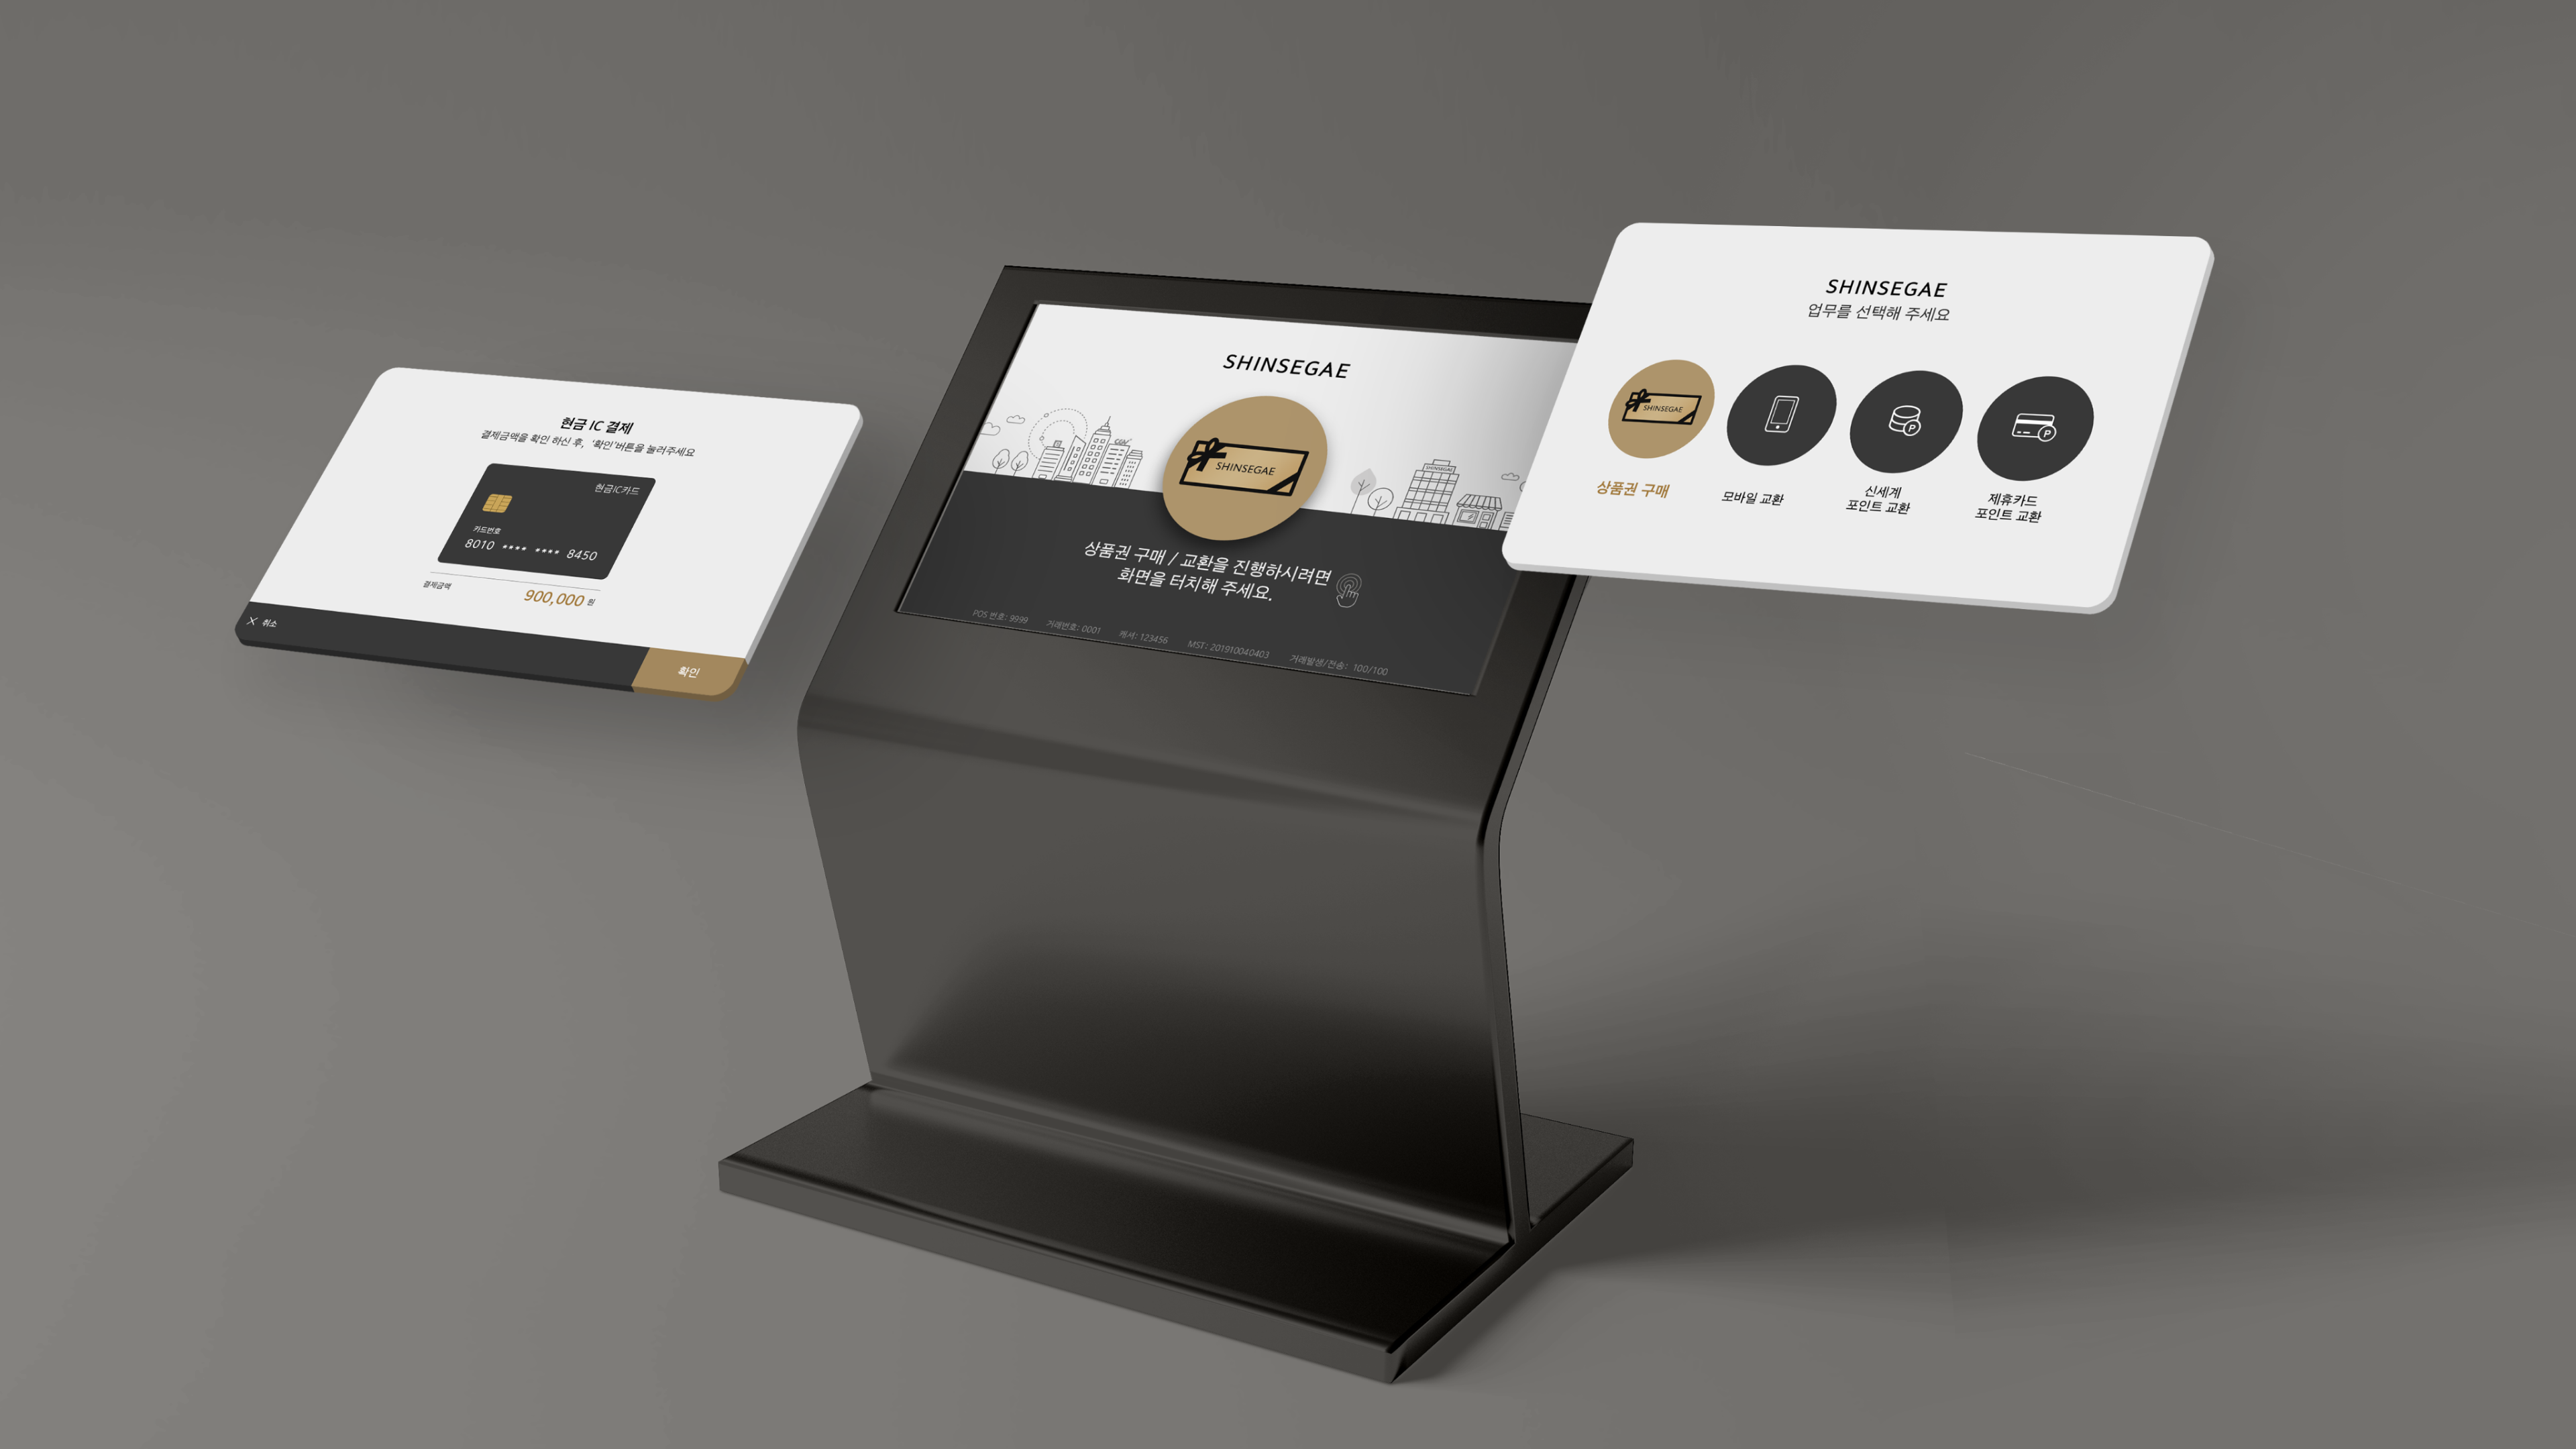 현금 IC 결제
결제금액을 확인 하신 후, '확인'버튼을 눌러주세요
현금IC카드
카드번호
8010 **** **** 8450
결제금액
900,000 원
취소
확인
SHINSEGAE
CGV
SHINSEGAE
SHINSEGAE
상품권 구매 / 교환을 진행하시려면
화면을 터치해 주세요.
POS 번호: 9999 거래번호: 0001 캐셔: 123456 MST: 201910040403 거래발생/전송: 100/100
SHINSEGAE
업무를 선택해 주세요
SHINSEGAE
P
P
상품권 구매
모바일 교환
신세계
포인트 교환
제휴카드
포인트 교환